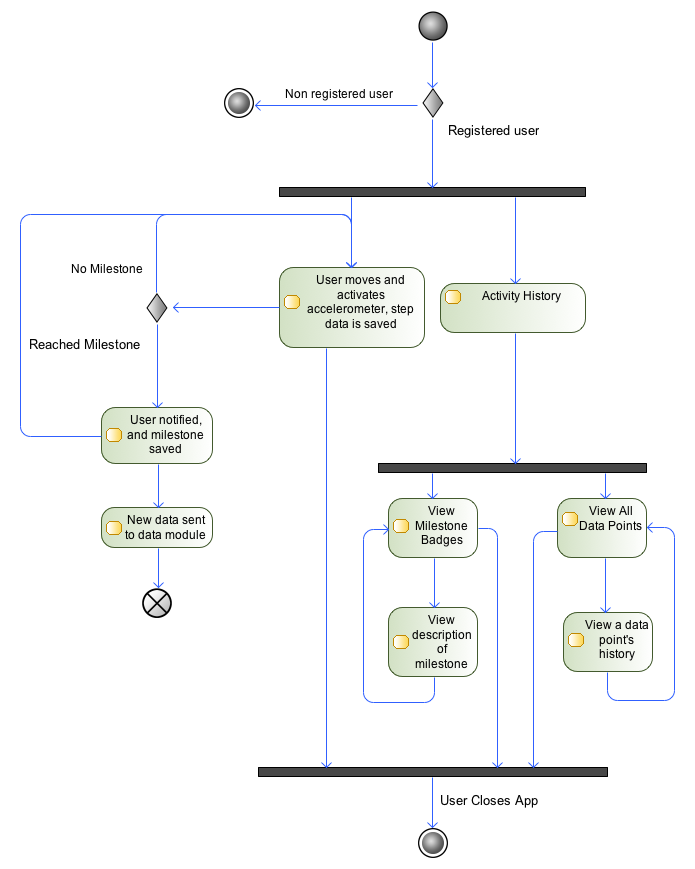 Non registered user
Registered user
No Milestone
User moves and
activates
accelerometer, step
data is saved
Activity History
Reached Milestone
User notified,
and milestone
saved
New data sent
to data module
View
Milestone
Badges
View All
Data Points
View
description
of
milestone
View a data
point's
history
User Closes App